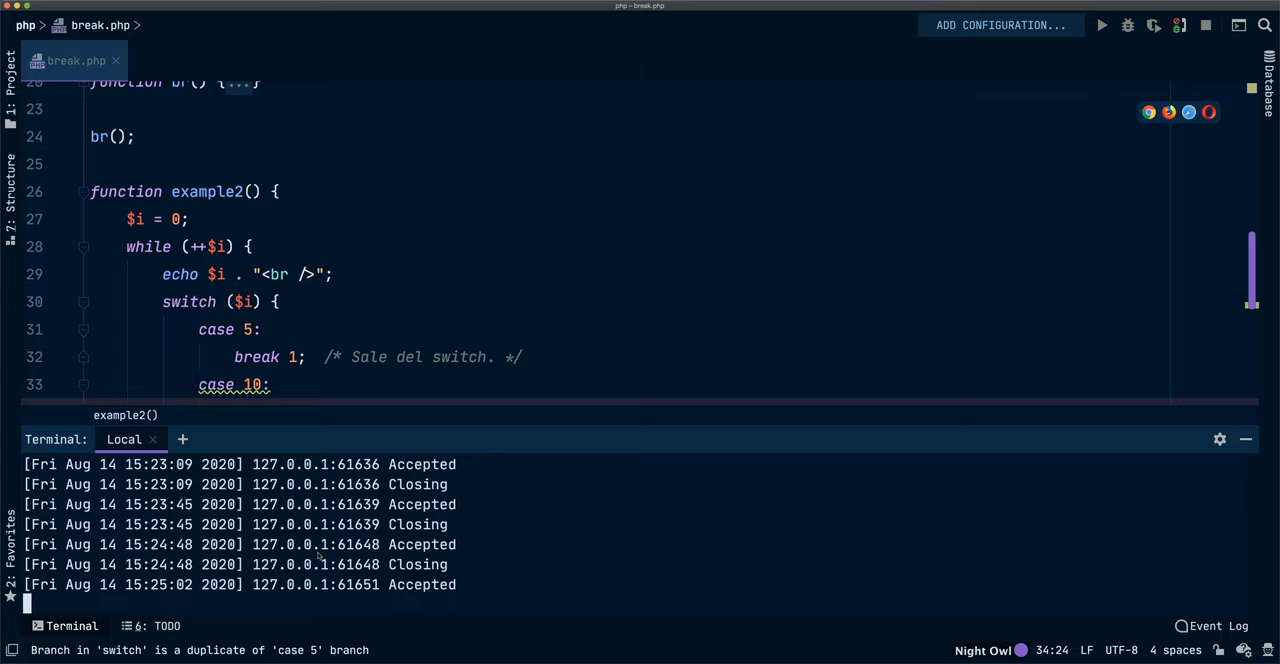 php – break.php
php > break.php >
ADD CONFIGURATION...
break.php ×
1: Project
7: Structure
2: Favorites
Database
20 function br() {...}
23
24 br();
25
26 function example2() {
27 $i = 0;
28 while (++$i) {
29 echo $i . "<br />";
30 switch ($i) {
31 case 5:
32 break 1; /* Sale del switch. */
33 case 10:
example2()
Terminal: Local × +
[Fri Aug 14 15:23:09 2020] 127.0.0.1:61636 Accepted
[Fri Aug 14 15:23:09 2020] 127.0.0.1:61636 Closing
[Fri Aug 14 15:23:45 2020] 127.0.0.1:61639 Accepted
[Fri Aug 14 15:23:45 2020] 127.0.0.1:61639 Closing
[Fri Aug 14 15:24:48 2020] 127.0.0.1:61648 Accepted
[Fri Aug 14 15:24:48 2020] 127.0.0.1:61648 Closing
[Fri Aug 14 15:25:02 2020] 127.0.0.1:61651 Accepted
Terminal 6: TODO Event Log
Branch in 'switch' is a duplicate of 'case 5' branch Night Owl 34:24 LF UTF-8 4 spaces